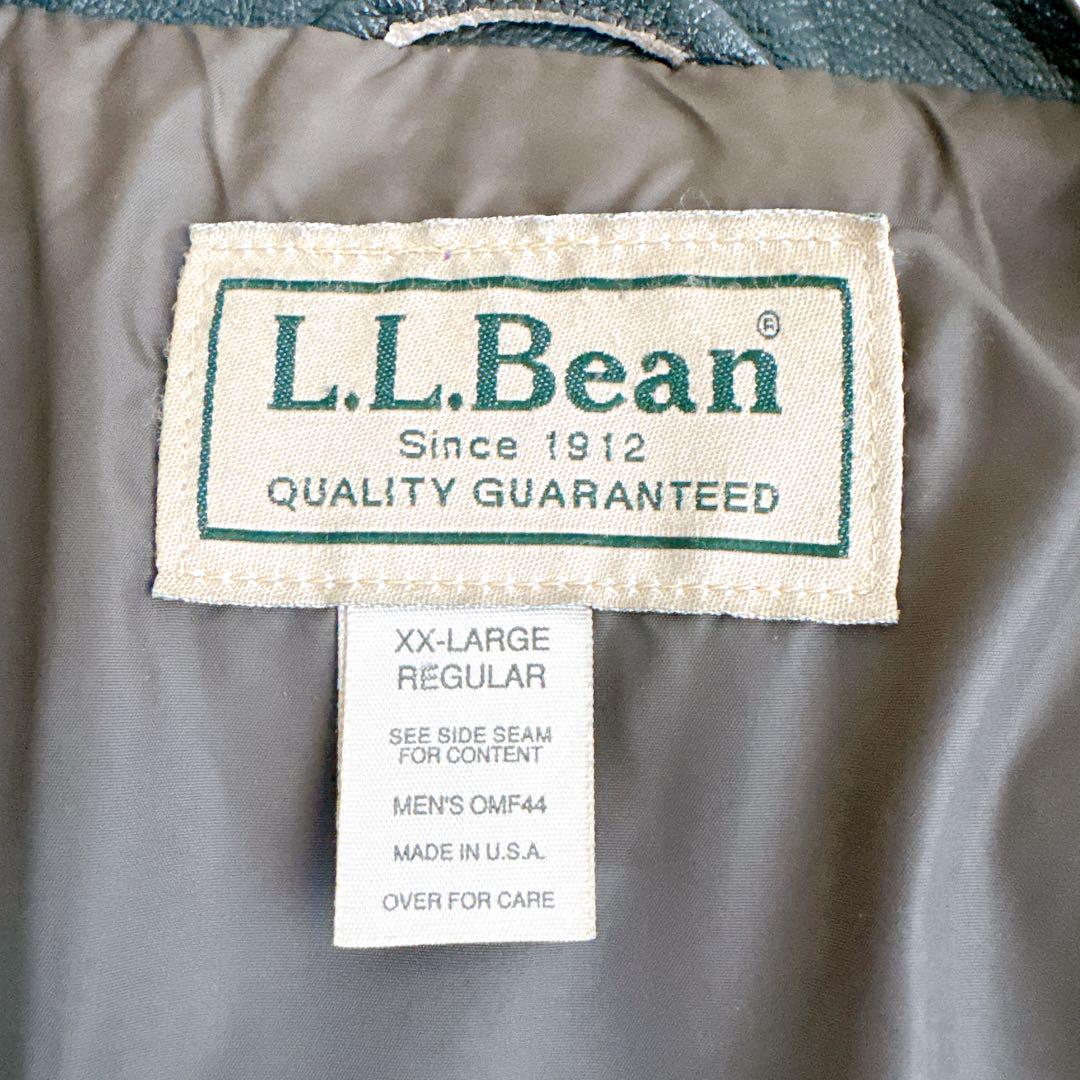 L.L.Bean®
Since 1912
QUALITY GUARANTEED
XX-LARGE
REGULAR
SEE SIDE SEAM
FOR CONTENT
MEN'S OMF44
MADE IN U.S.A.
OVER FOR CARE